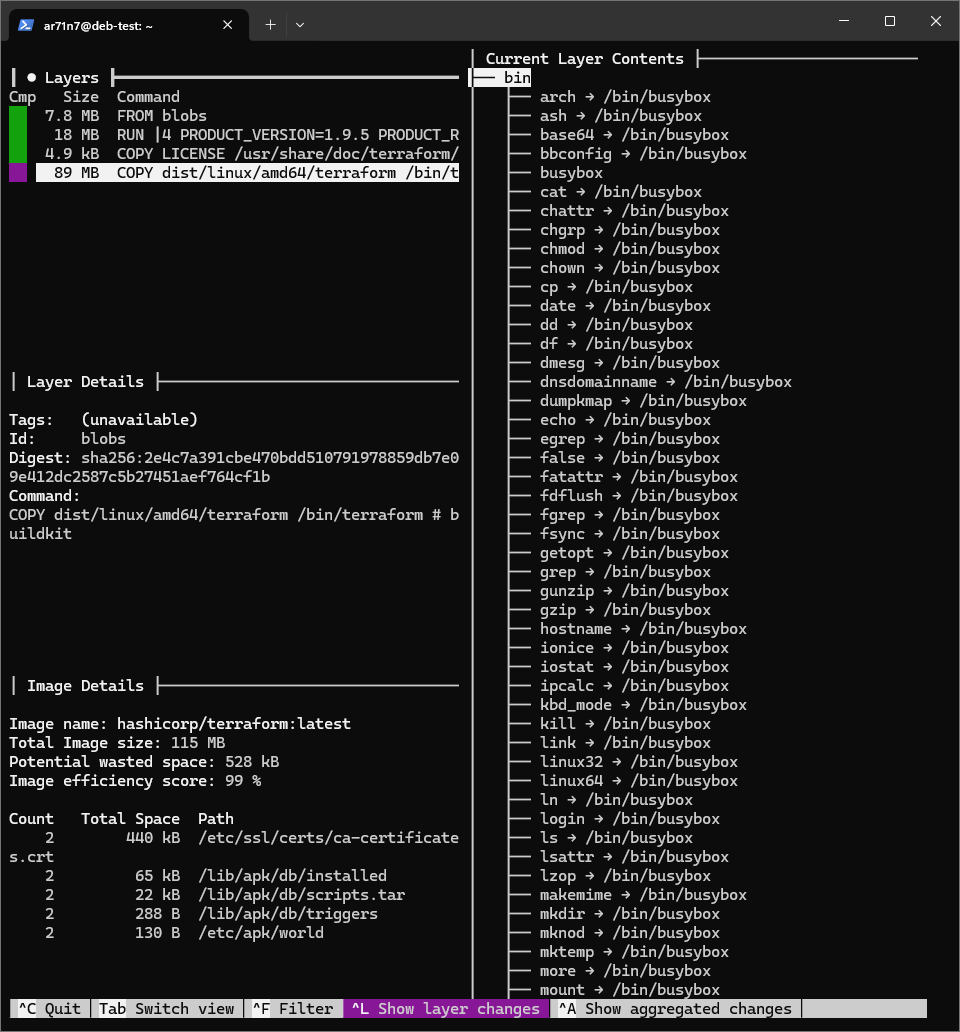 ar71n7@deb-test: ~
● Layers
Cmp Size Command
7.8 MB FROM blobs
18 MB RUN |4 PRODUCT_VERSION=1.9.5 PRODUCT_R
4.9 kB COPY LICENSE /usr/share/doc/terraform/
89 MB COPY dist/linux/amd64/terraform /bin/t
Layer Details
Tags: (unavailable)
Id: blobs
Digest: sha256:2e4c7a391cbe470bdd510791978859db7e0
9e412dc2587c5b27451aef764cf1b
Command:
COPY dist/linux/amd64/terraform /bin/terraform # b
uildkit
Image Details
Image name: hashicorp/terraform:latest
Total Image size: 115 MB
Potential wasted space: 528 kB
Image efficiency score: 99 %
Count Total Space Path
2 440 kB /etc/ssl/certs/ca-certificate
s.crt
2 65 kB /lib/apk/db/installed
2 22 kB /lib/apk/db/scripts.tar
2 288 B /lib/apk/db/triggers
2 130 B /etc/apk/world
Current Layer Contents
bin
arch → /bin/busybox
ash → /bin/busybox
base64 → /bin/busybox
bbconfig → /bin/busybox
busybox
cat → /bin/busybox
chattr → /bin/busybox
chgrp → /bin/busybox
chmod → /bin/busybox
chown → /bin/busybox
cp → /bin/busybox
date → /bin/busybox
dd → /bin/busybox
df → /bin/busybox
dmesg → /bin/busybox
dnsdomainname → /bin/busybox
dumpkmap → /bin/busybox
echo → /bin/busybox
egrep → /bin/busybox
false → /bin/busybox
fatattr → /bin/busybox
fdflush → /bin/busybox
fgrep → /bin/busybox
fsync → /bin/busybox
getopt → /bin/busybox
grep → /bin/busybox
gunzip → /bin/busybox
gzip → /bin/busybox
hostname → /bin/busybox
ionice → /bin/busybox
iostat → /bin/busybox
ipcalc → /bin/busybox
kbd_mode → /bin/busybox
kill → /bin/busybox
link → /bin/busybox
linux32 → /bin/busybox
linux64 → /bin/busybox
ln → /bin/busybox
login → /bin/busybox
ls → /bin/busybox
lsattr → /bin/busybox
lzop → /bin/busybox
makemime → /bin/busybox
mkdir → /bin/busybox
mknod → /bin/busybox
mktemp → /bin/busybox
more → /bin/busybox
mount → /bin/busybox
^C Quit Tab Switch view ^F Filter ^L Show layer changes ^A Show aggregated changes